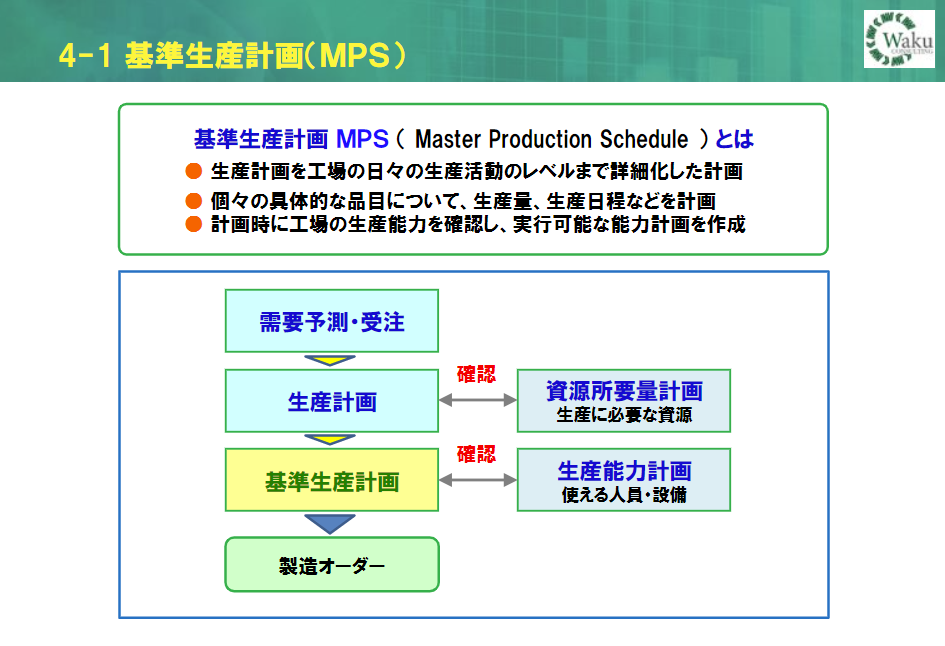 4-1 基準生産計画(MPS)
Waku
CONSULTING
基準生産計画 MPS ( Master Production Schedule ) とは
● 生産計画を工場の日々の生産活動のレベルまで詳細化した計画
● 個々の具体的な品目について、生産量、生産日程などを計画
● 計画時に工場の生産能力を確認し、実行可能な能力計画を作成
需要予測・受注
生産計画
確認
資源所要量計画
生産に必要な資源
基準生産計画
確認
生産能力計画
使える人員・設備
製造オーダー